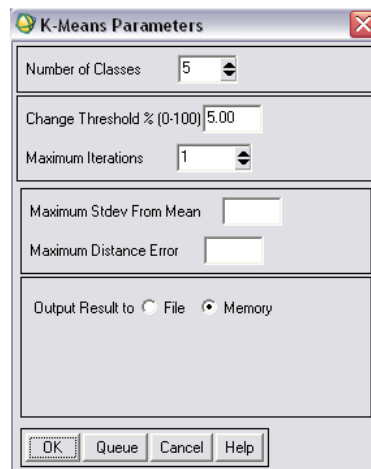 K-Means Parameters
Number of Classes 5
Change Threshold % (0-100) 5.00
Maximum Iterations 1
Maximum Stdev From Mean
Maximum Distance Error
Output Result to File Memory
OK Queue Cancel Help